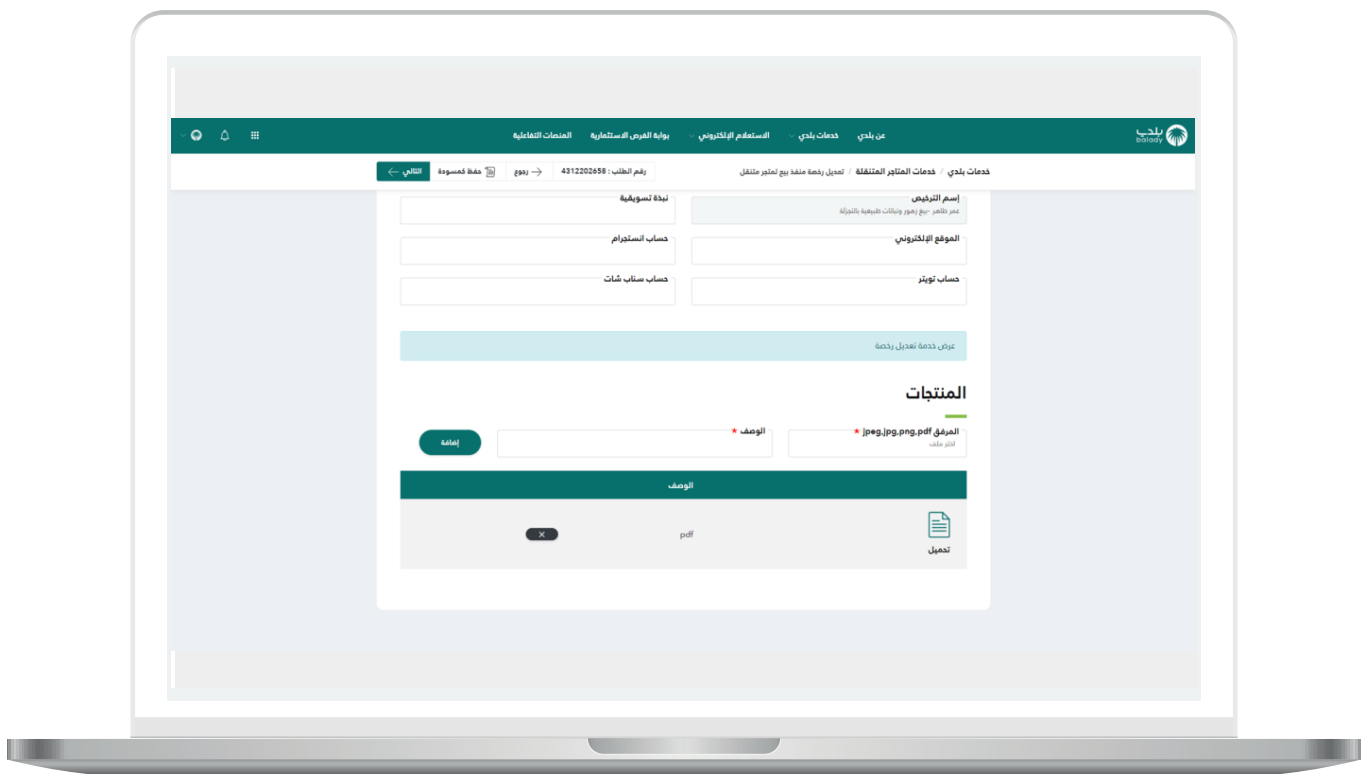 بلدي
balady
عن بلدي
خدمات بلدي
الاستعلام الإلكتروني
بوابة الفرص الاستثمارية
المنصات التفاعلية
خدمات بلدي / خدمات المتاجر المتنقلة / تعديل رخصة منفذ بيع لمتجر متنقل
رقم الطلب : 4312202658
رجوع
حفظ كمسودة
التالي
إسم الترخيص
عمر طاهر -بيع زهور ونباتات طبيعية بالتجزئة
نبذة تسويقية
الموقع الإلكتروني
حساب انستجرام
حساب تويتر
حساب سناب شات
عرض خدمة تعديل رخصة
المنتجات
المرفق jpeg,jpg,png,pdf *
اختر ملف
الوصف *
إضافة
الوصف
تحميل
pdf